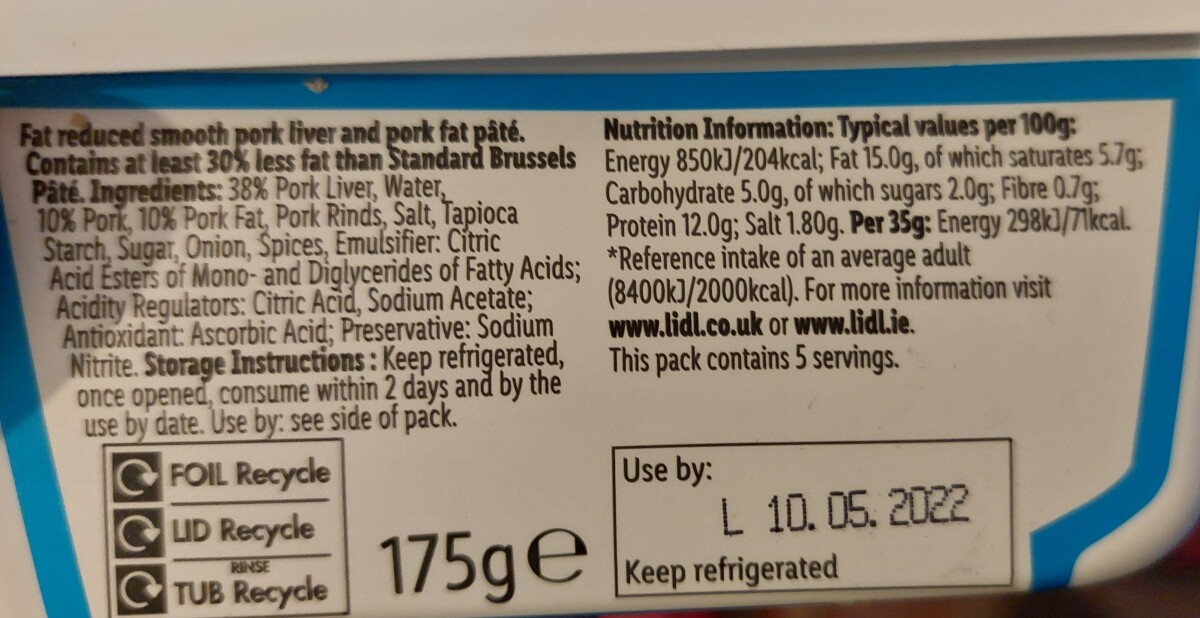 Fat reduced smooth pork liver and pork fat pâté.
Contains at least 30% less fat than Standard Brussels
Pâté. Ingredients: 38% Pork Liver, Water,
10% Pork, 10% Pork Fat, Pork Rinds, Salt, Tapioca
Starch, Sugar, Onion, Spices, Emulsifier: Citric
Acid Esters of Mono- and Diglycerides of Fatty Acids;
Acidity Regulators: Citric Acid, Sodium Acetate;
Antioxidant: Ascorbic Acid; Preservative: Sodium
Nitrite. Storage Instructions : Keep refrigerated,
once opened, consume within 2 days and by the
use by date. Use by: see side of pack.
FOIL Recycle
LID Recycle
RINSE
TUB Recycle
175g e
Nutrition Information: Typical values per 100g:
Energy 850kJ/204kcal; Fat 15.0g, of which saturates 5.7g;
Carbohydrate 5.0g, of which sugars 2.0g; Fibre 0.7g;
Protein 12.0g; Salt 1.80g. Per 35g: Energy 298kJ/71kcal.
*Reference intake of an average adult
(8400kJ/2000kcal). For more information visit
www.lidl.co.uk or www.lidl.ie.
This pack contains 5 servings.
Use by:
L 10. 05. 2022
Keep refrigerated